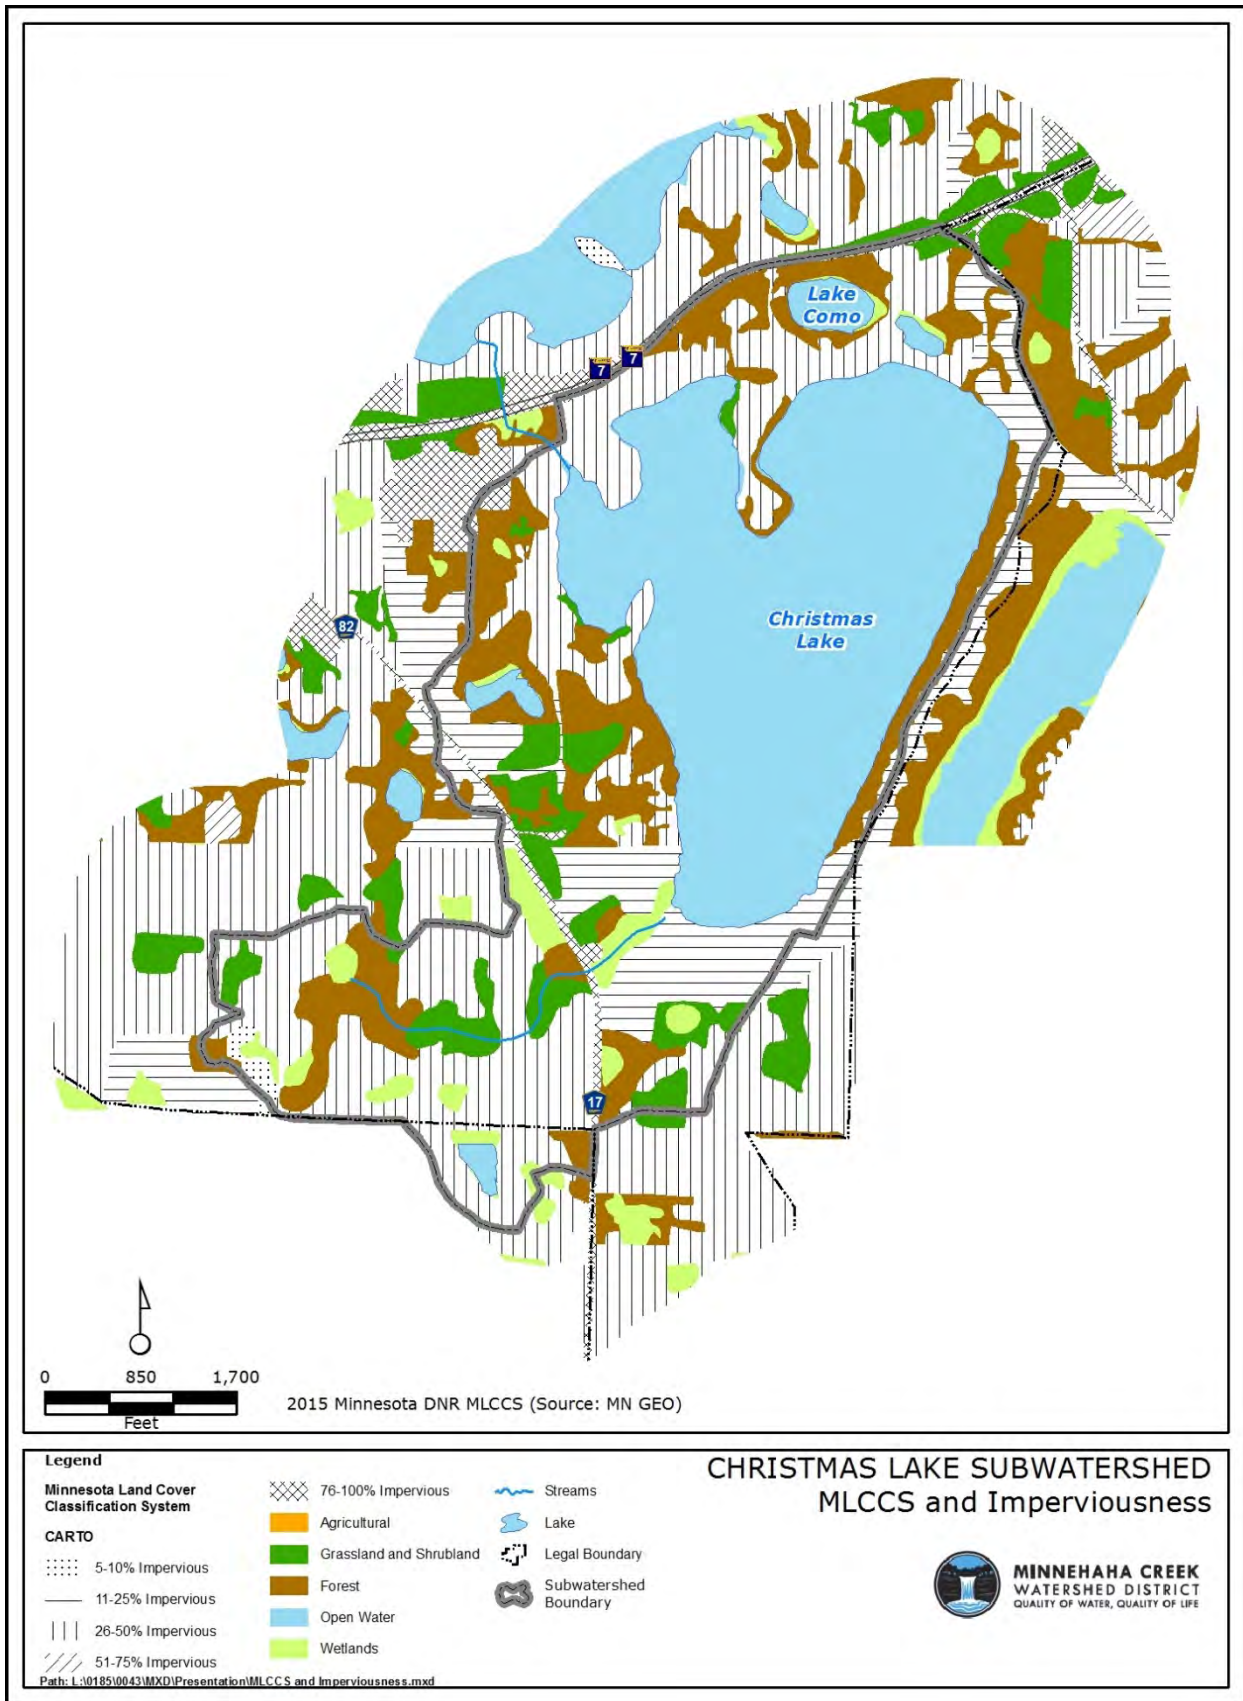 Lake
Como
7
7
Christmas
Lake
82
17
0 850 1,700
Feet
2015 Minnesota DNR MLCCS (Source: MN GEO)
Legend
Minnesota Land Cover
Classification System
CARTO
5-10% Impervious
11-25% Impervious
26-50% Impervious
51-75% Impervious
76-100% Impervious
Agricultural
Grassland and Shrubland
Forest
Open Water
Wetlands
Streams
Lake
Legal Boundary
Subwatershed
Boundary
CHRISTMAS LAKE SUBWATERSHED
MLCCS and Imperviousness
MINNEHAHA CREEK
WATERSHED DISTRICT
QUALITY OF WATER, QUALITY OF LIFE
Path: L:\0185\0043\MXD\Presentation\MLCCS and Imperviousness.mxd